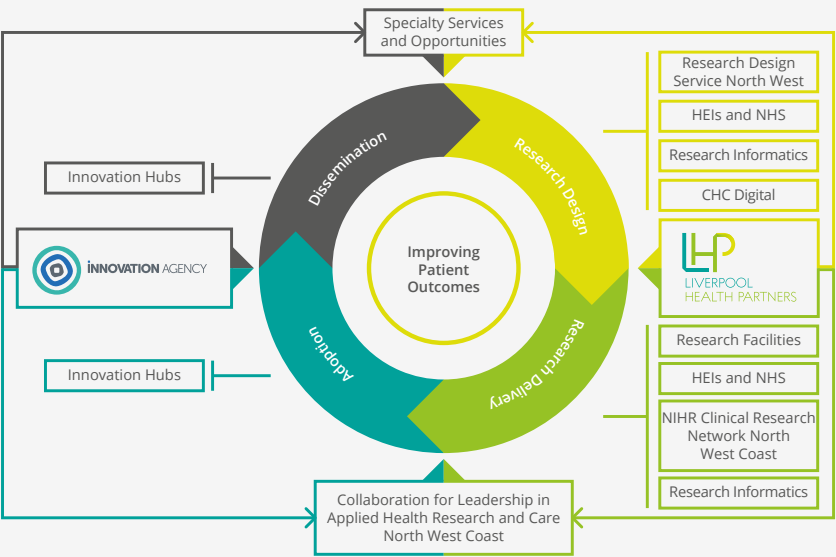 Specialty Services
and Opportunities
Research Design
Service North West
HEIs and NHS
Research Informatics
CHC Digital
Innovation Hubs
Dissemination
Research Design
Improving
Patient
Outcomes
INNOVATION AGENCY
LHP
LIVERPOOL
HEALTH PARTNERS
Adoption
Research Delivery
Innovation Hubs
Research Facilities
HEIs and NHS
NIHR Clinical Research
Network North
West Coast
Research Informatics
Collaboration for Leadership in
Applied Health Research and Care
North West Coast